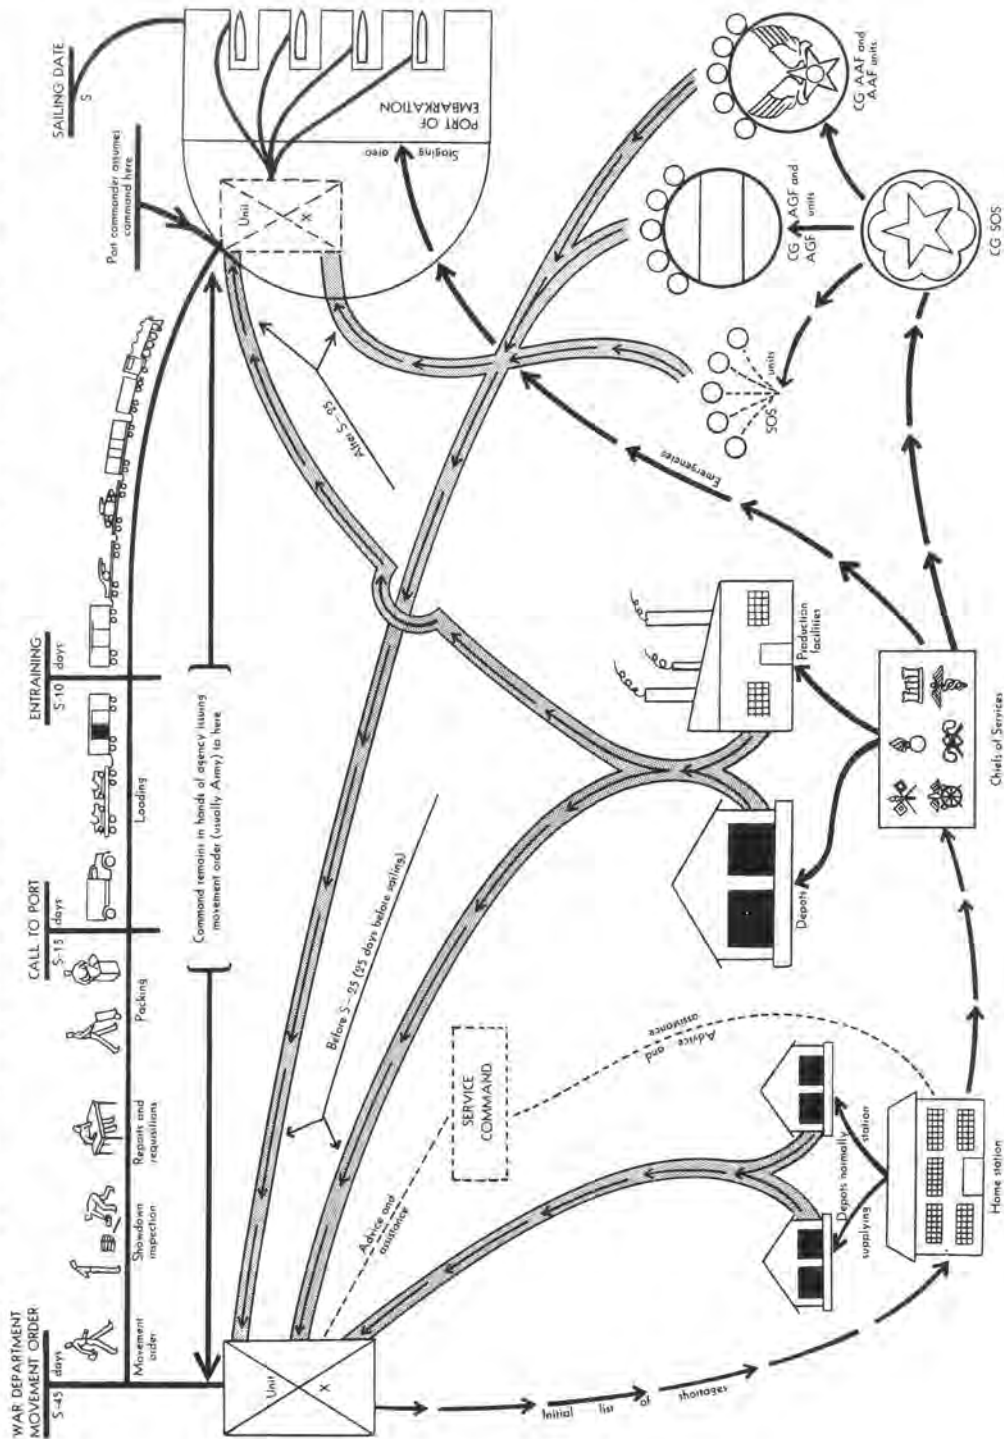 WAR DEPARTMENT
MOVEMENT ORDER
S-45 days
CALL TO PORT
S-15 days
ENTRAINING
S-10 days
SAILING DATE
S
Movement
order
Showdown
inspection
Reports and
requisitions
Packing
Loading
Port commander assumes
command here
Command remains in hands of agency issuing
movement order (usually Army) to here
Unit
X
Unit
X
Staging
area
PORT OF
EMBARKATION
Before S-25 (25 days before sailing)
After S-25
Advice and
assistance
SERVICE
COMMAND
Advice and
assistance
Initial list of shortages
Depots normally
supplying station
Home station
Depots
Production
facilities
Emergencies
Chiefs of Services
SOS units
CG AGF and
AGF units
CG AAF and
AAF units
CG SOS